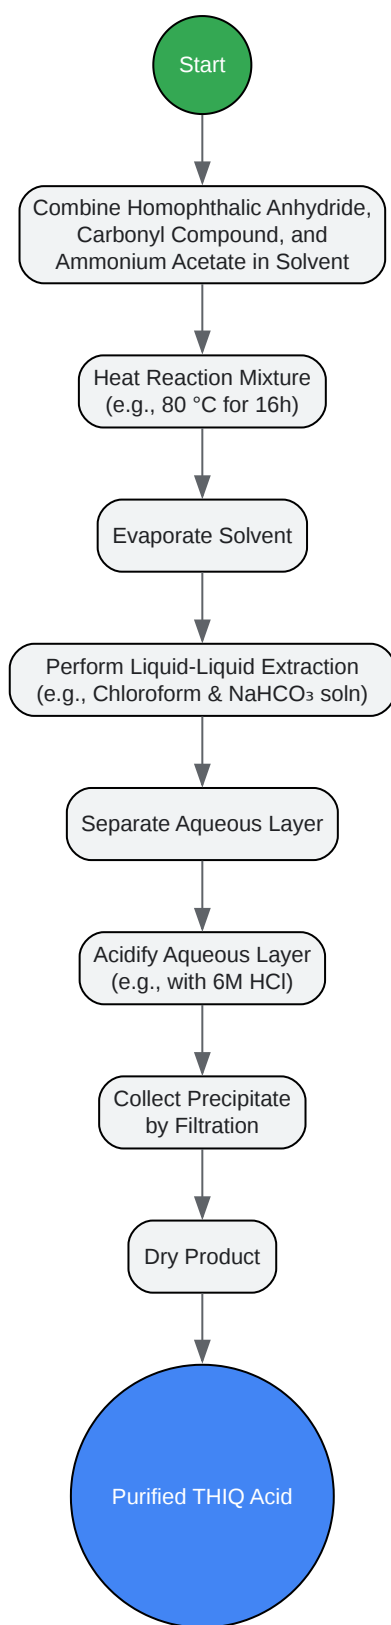 Start
Combine Homophthalic Anhydride,
Carbonyl Compound, and
Ammonium Acetate in Solvent
Heat Reaction Mixture
(e.g., 80 °C for 16h)
Evaporate Solvent
Perform Liquid-Liquid Extraction
(e.g., Chloroform & NaHCO₃ soln)
Separate Aqueous Layer
Acidify Aqueous Layer
(e.g., with 6M HCl)
Collect Precipitate
by Filtration
Dry Product
Purified THIQ Acid